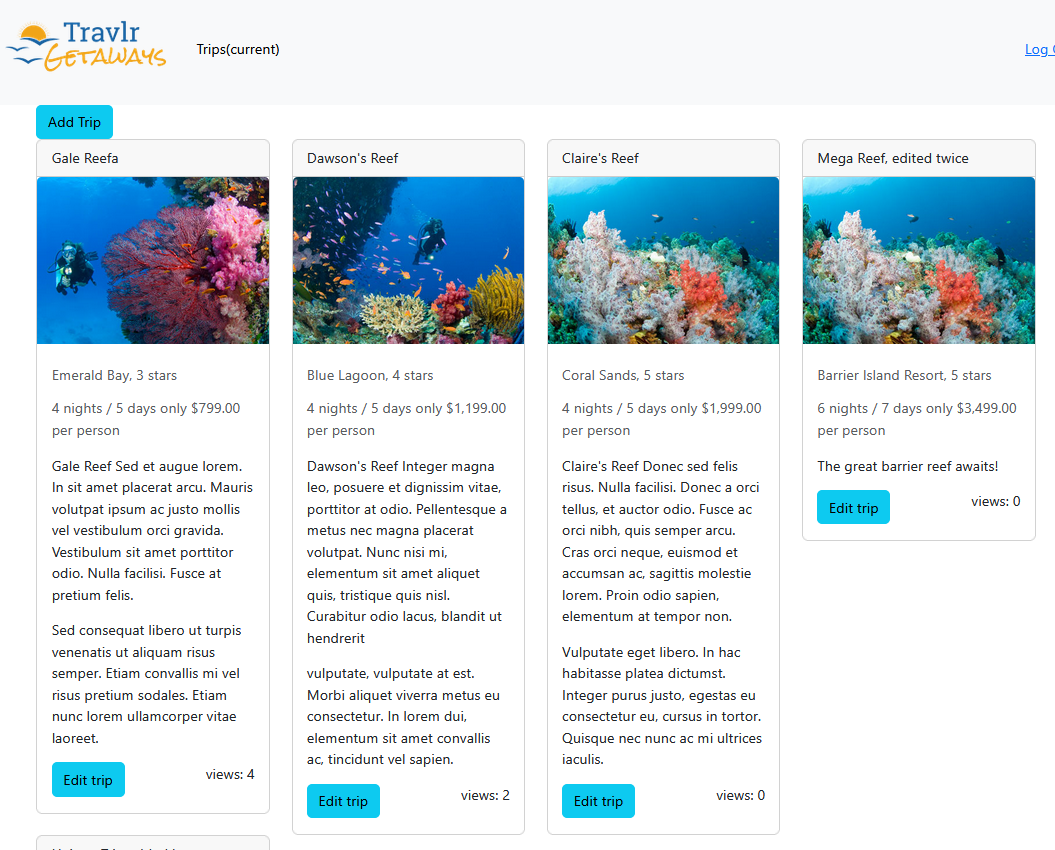 Travlr
GETAWAYS
Trips(current)
Log
Add Trip
Gale Reefa
Emerald Bay, 3 stars
4 nights / 5 days only $799.00
per person
Gale Reef Sed et augue lorem.
In sit amet placerat arcu. Mauris
volutpat ipsum ac justo mollis
vel vestibulum orci gravida.
Vestibulum sit amet porttitor
odio. Nulla facilisi. Fusce at
pretium felis.
Sed consequat libero ut turpis
venenatis ut aliquam risus
semper. Etiam convallis mi vel
risus pretium sodales. Etiam
nunc lorem ullamcorper vitae
laoreet.
Edit trip
views: 4
Dawson's Reef
Blue Lagoon, 4 stars
4 nights / 5 days only $1,199.00
per person
Dawson's Reef Integer magna
leo, posuere et dignissim vitae,
porttitor at odio. Pellentesque a
metus nec magna placerat
volutpat. Nunc nisi mi,
elementum sit amet aliquet
quis, tristique quis nisl.
Curabitur odio lacus, blandit ut
hendrerit
vulputate, vulputate at est.
Morbi aliquet viverra metus eu
consectetur. In lorem dui,
elementum sit amet convallis
ac, tincidunt vel sapien.
Edit trip
views: 2
Claire's Reef
Coral Sands, 5 stars
4 nights / 5 days only $1,999.00
per person
Claire's Reef Donec sed felis
risus. Nulla facilisi. Donec a orci
tellus, et auctor odio. Fusce ac
orci nibh, quis semper arcu.
Cras orci neque, euismod et
accumsan ac, sagittis molestie
lorem. Proin odio sapien,
elementum at tempor non.
Vulputate eget libero. In hac
habitasse platea dictumst.
Integer purus justo, egestas eu
consectetur eu, cursus in tortor.
Quisque nec nunc ac mi ultrices
iaculis.
Edit trip
views: 0
Mega Reef, edited twice
Barrier Island Resort, 5 stars
6 nights / 7 days only $3,499.00
per person
The great barrier reef awaits!
Edit trip
views: 0